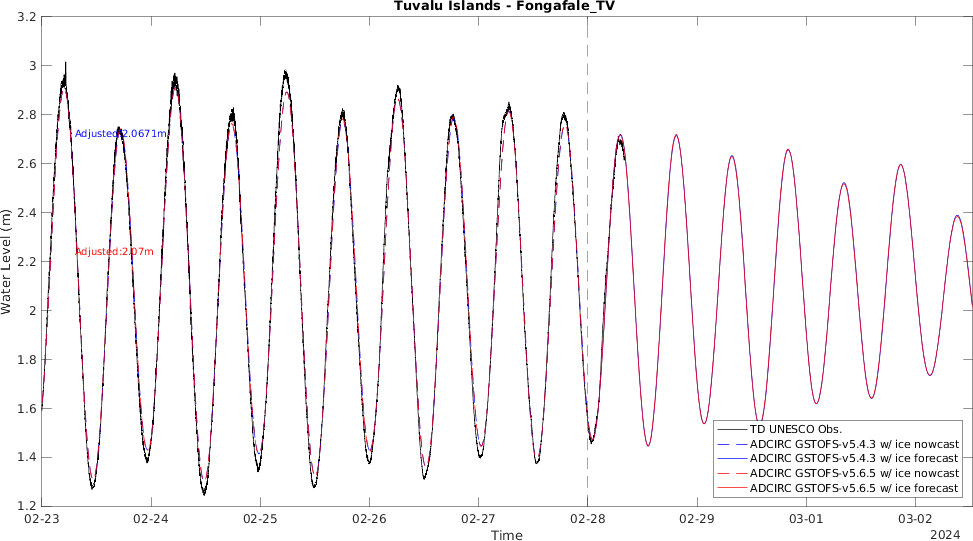 Tuvalu Islands - Fongafale_TV
3.2
3
2.8
2.6
2.4
2.2
2
1.8
1.6
1.4
1.2
Water Level (m)
Adjusted:2.0671m
Adjusted:2.07m
TD UNESCO Obs.
ADCIRC GSTOFS-v5.4.3 w/ ice nowcast
ADCIRC GSTOFS-v5.4.3 w/ ice forecast
ADCIRC GSTOFS-v5.6.5 w/ ice nowcast
ADCIRC GSTOFS-v5.6.5 w/ ice forecast
02-23 02-24 02-25 02-26 02-27 02-28 02-29 03-01 03-02
Time
2024